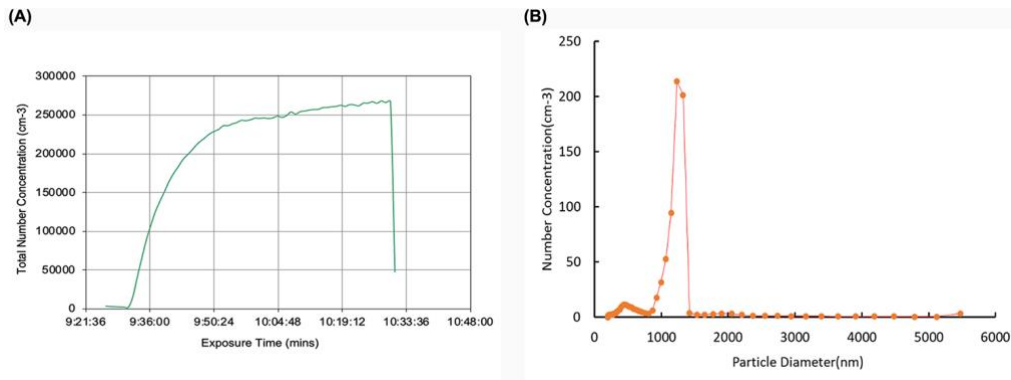 (A)
300000
250000
200000
150000
100000
50000
0
Total Number Concentration (cm-3)
9:21:36 9:36:00 9:50:24 10:04:48 10:19:12 10:33:36 10:48:00
Exposure Time (mins)
(B)
250
200
150
100
50
0
Number Concentration(cm-3)
0 1000 2000 3000 4000 5000 6000
Particle Diameter(nm)